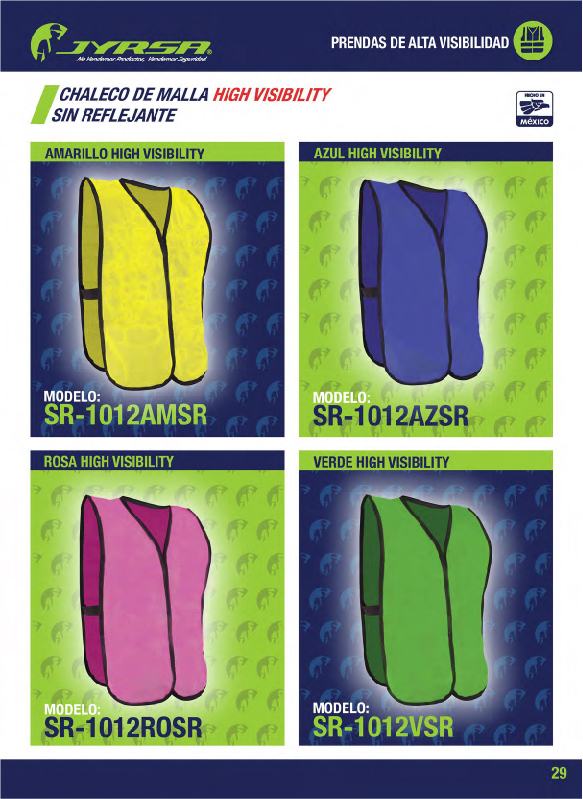 JYRSA®
No Vendemos Productos, Vendemos Seguridad
PRENDAS DE ALTA VISIBILIDAD
CHALECO DE MALLA HIGH VISIBILITY
SIN REFLEJANTE
HECHO EN
MÉXICO
AMARILLO HIGH VISIBILITY
MODELO:
SR-1012AMSR
AZUL HIGH VISIBILITY
MODELO:
SR-1012AZSR
ROSA HIGH VISIBILITY
MODELO:
SR-1012ROSR
VERDE HIGH VISIBILITY
MODELO:
SR-1012VSR
29